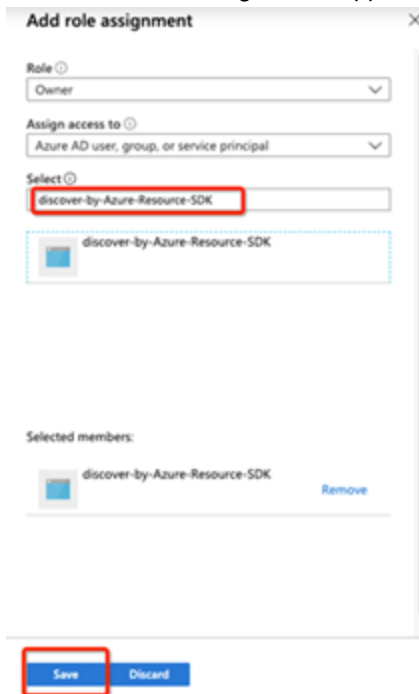 Add role assignment
Role
Owner
Assign access to
Azure AD user, group, or service principal
Select
discover-by-Azure-Resource-SDK
discover-by-Azure-Resource-SDK
Selected members:
discover-by-Azure-Resource-SDK
Remove
Save Discard